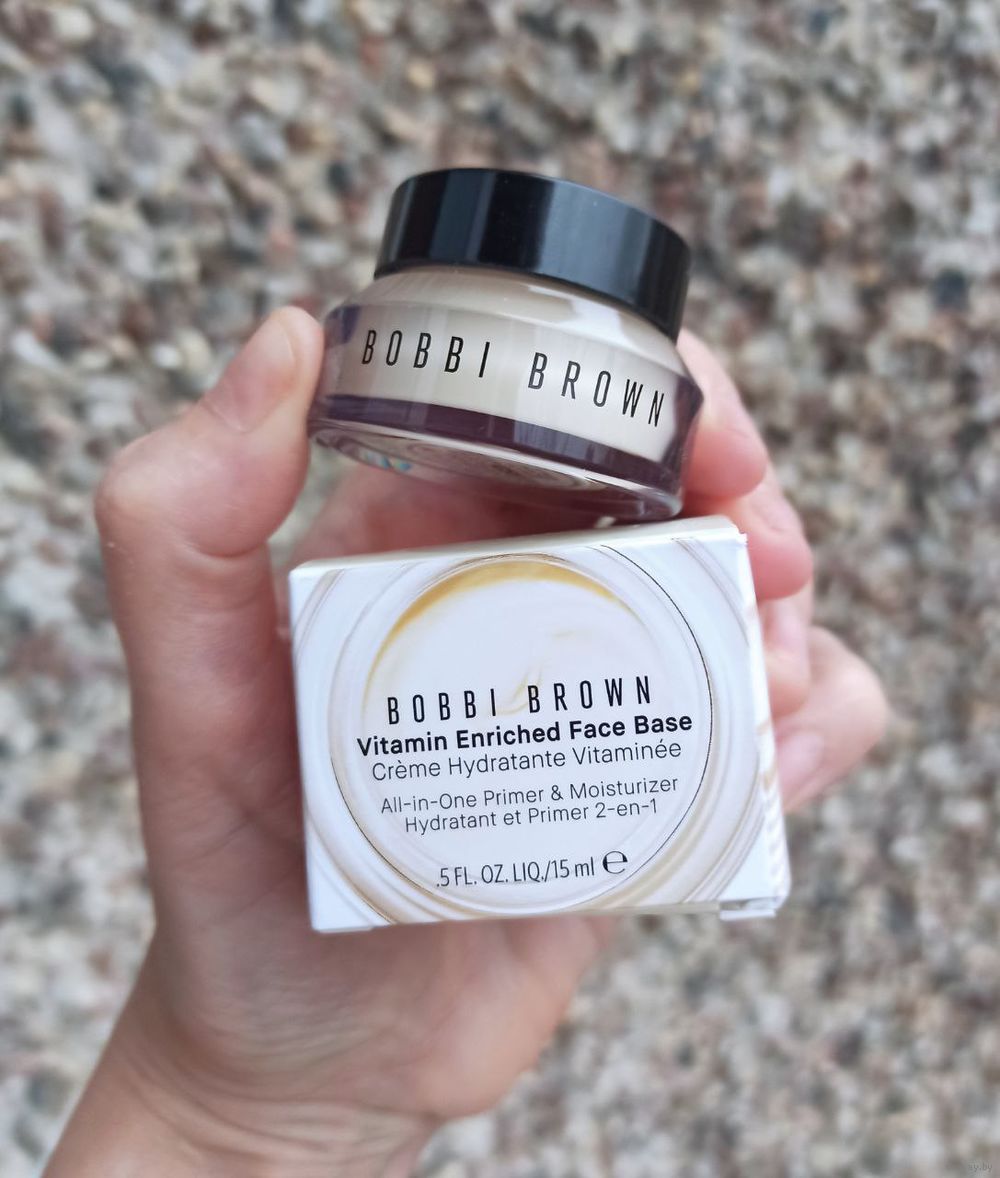 BOBBI BROWN
BOBBI BROWN
Vitamin Enriched Face Base
Crème Hydratante Vitaminée
All-in-One Primer & Moisturizer
Hydratant et Primer 2-en-1
.5 FL. OZ. LIQ./15 ml ℮